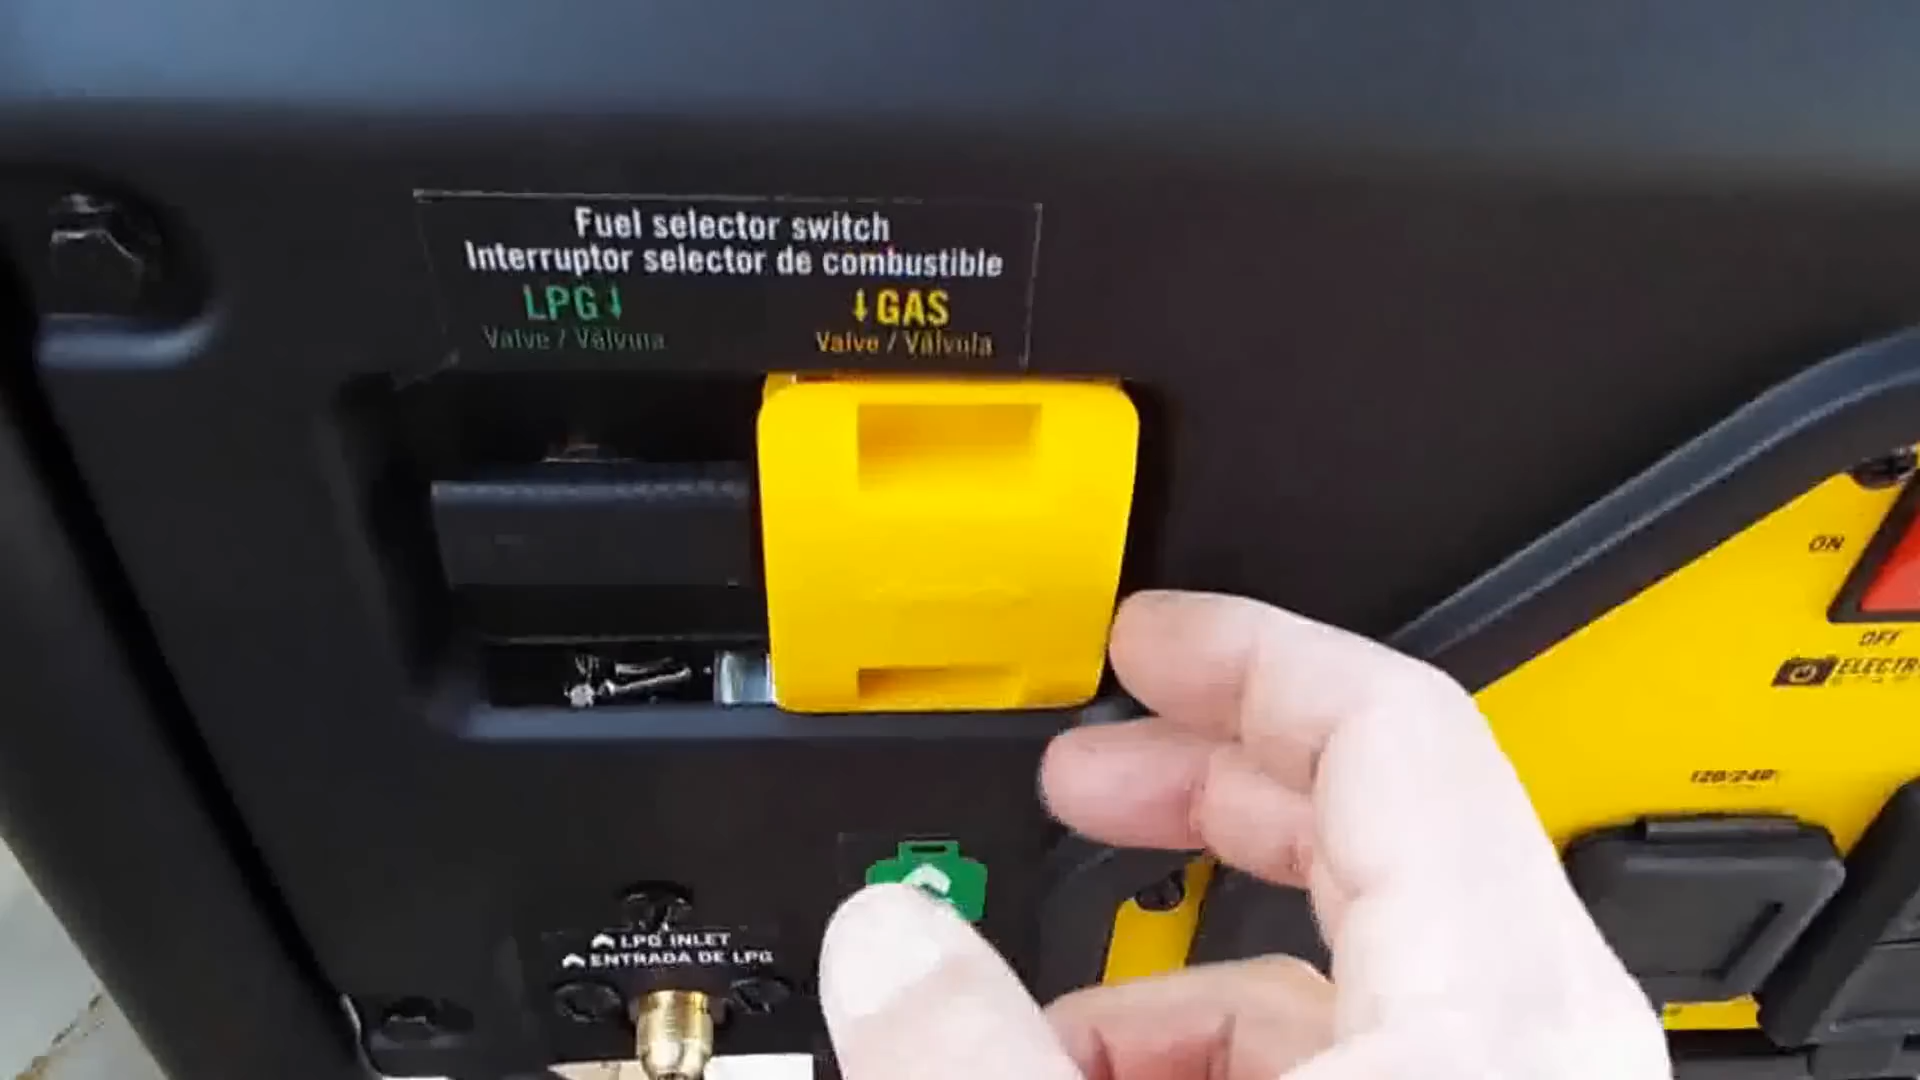 Fuel selector switch
Interruptor selector de combustible
LPG↓ ↓GAS
Valve / Válvula Valve / Válvula
ON
OFF
120/240
LPG INLET
ENTRADA DE LPG